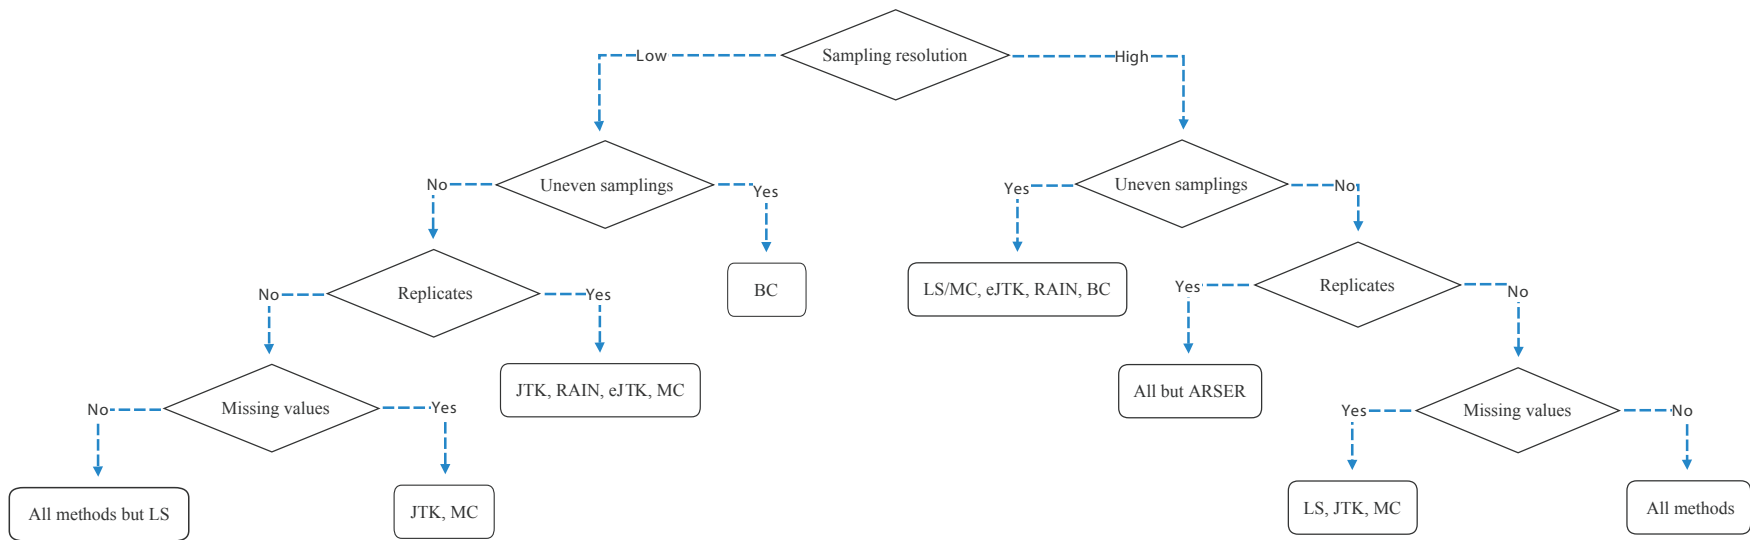 Sampling resolution
Low
High
Uneven samplings
Uneven samplings
No
Yes
Yes
No
Replicates
BC
LS/MC, eJTK, RAIN, BC
Replicates
No
Yes
Yes
No
Missing values
JTK, RAIN, eJTK, MC
All but ARSER
Missing values
No
Yes
Yes
No
All methods but LS
JTK, MC
LS, JTK, MC
All methods